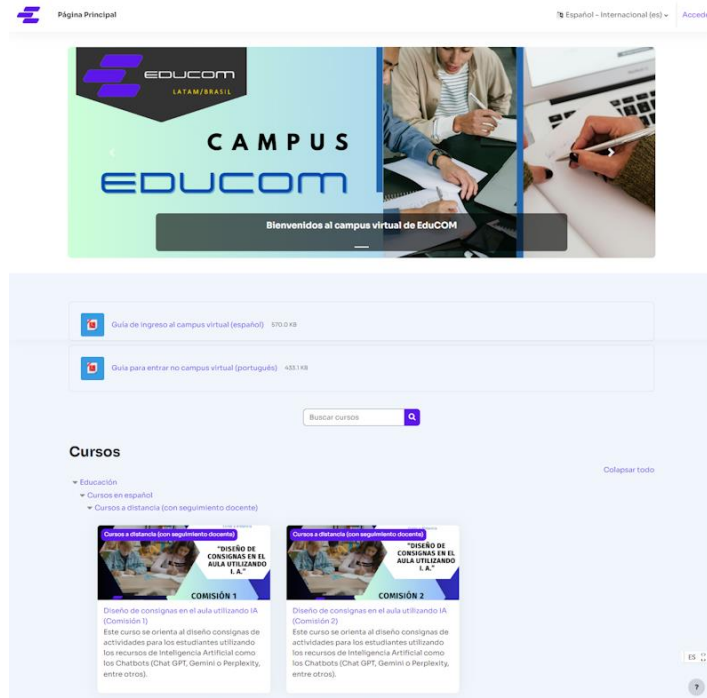 Página Principal
Español - Internacional (es)
Accede
EDUCOM
LATAM/BRASIL
CAMPUS
EDUCOM
Bienvenidos al campus virtual de EduCOM
Guía de ingreso al campus virtual (español) 570.0 KB
Guia para entrar no campus virtual (português) 433.1 KB
Buscar cursos
Cursos
Colapsar todo
Educación
Cursos en español
Cursos a distancia (con seguimiento docente)
Cursos a distancia (con seguimiento docente)
"DISEÑO DE
CONSIGNAS EN EL
AULA UTILIZANDO
I. A."
COMISIÓN 1
Diseño de consignas en el aula utilizando IA
(Comisión 1)
Este curso se orienta al diseño consignas de
actividades para los estudiantes utilizando
los recursos de Inteligencia Artificial como
los Chatbots (Chat GPT, Gemini o Perplexity,
entre otros).
Cursos a distancia (con seguimiento docente)
"DISEÑO DE
CONSIGNAS EN EL
AULA UTILIZANDO
I. A."
COMISIÓN 2
Diseño de consignas en el aula utilizando IA
(Comisión 2)
Este curso se orienta al diseño consignas de
actividades para los estudiantes utilizando
los recursos de Inteligencia Artificial como
los Chatbots (Chat GPT, Gemini o Perplexity,
entre otros).
ES
?